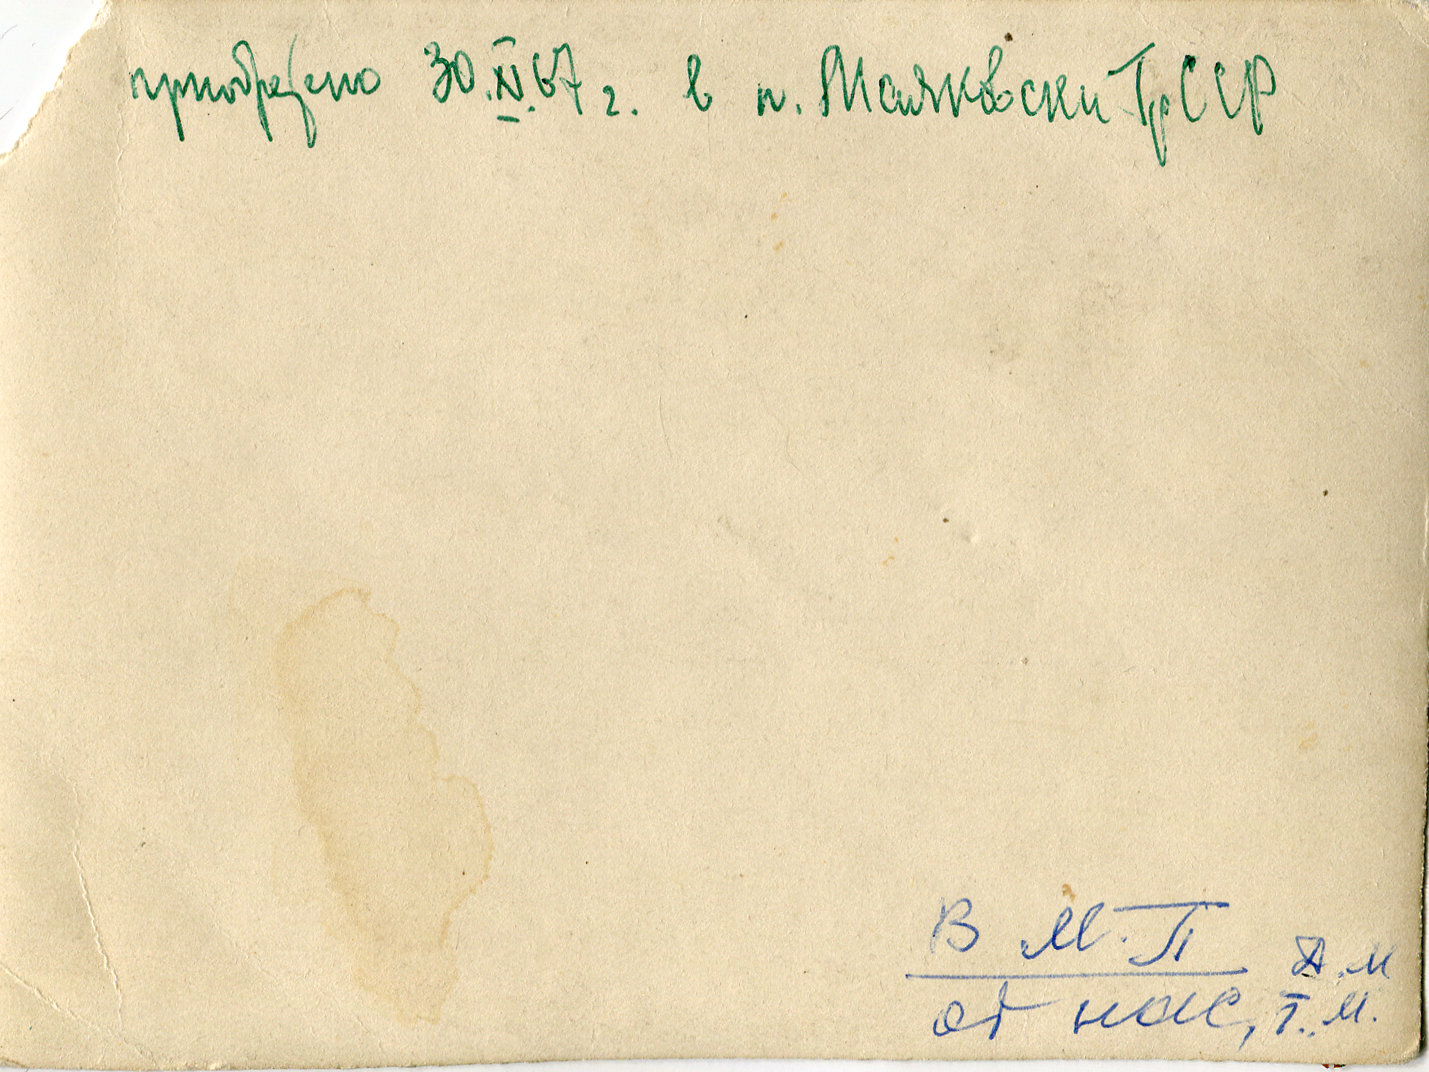 приобретено 30.XI.67 г. в п. Маяковски ГрССР
В М.П
от нас, Т.М.
Д.М